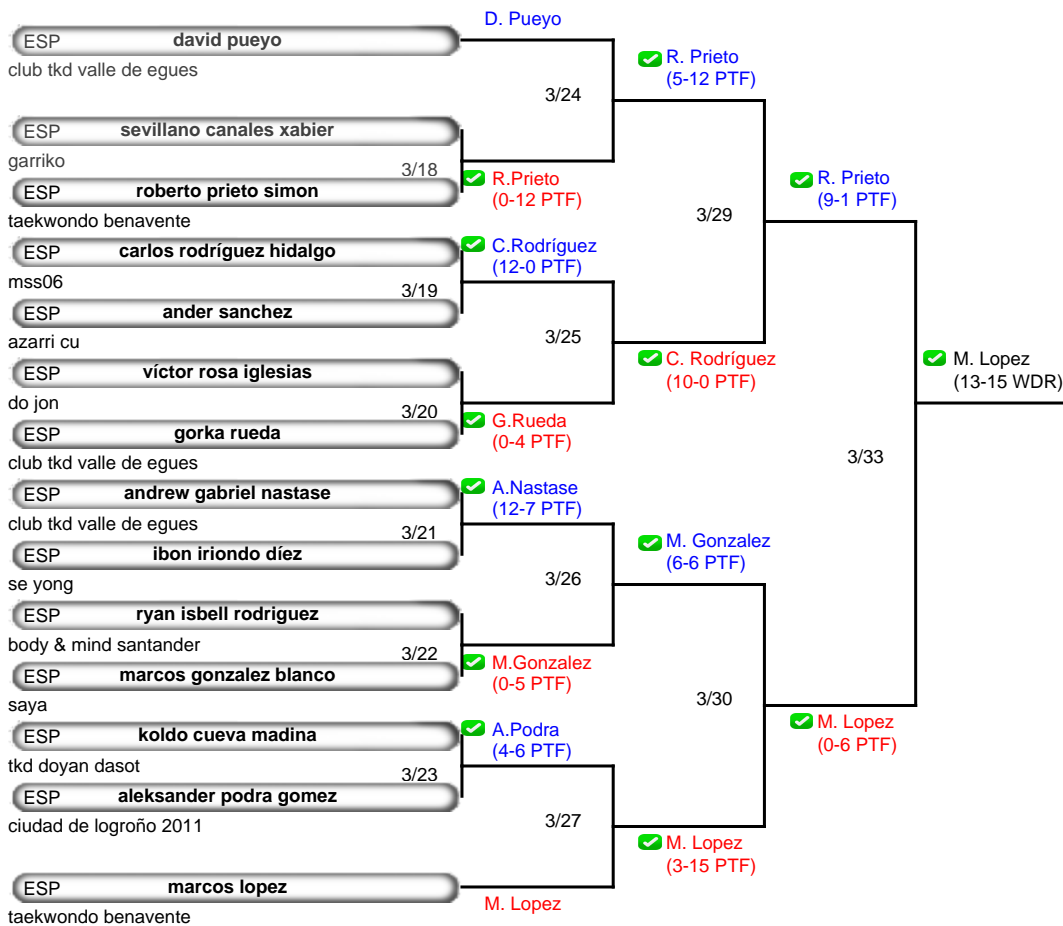 D. Pueyo
ESP david pueyo
club tkd valle de egues
R. Prieto
(5-12 PTF)
3/24
ESP sevillano canales xabier
garriko
3/18
R.Prieto
(0-12 PTF)
ESP roberto prieto simon
taekwondo benavente
R. Prieto
(9-1 PTF)
3/29
ESP carlos rodríguez hidalgo
C.Rodríguez
(12-0 PTF)
mss06
3/19
ESP ander sanchez
azarri cu
3/25
C. Rodríguez
(10-0 PTF)
M. Lopez
(13-15 WDR)
ESP víctor rosa iglesias
do jon
3/20
G.Rueda
(0-4 PTF)
ESP gorka rueda
club tkd valle de egues
3/33
ESP andrew gabriel nastase
A.Nastase
(12-7 PTF)
club tkd valle de egues
3/21
ESP ibon iriondo díez
se yong
M. Gonzalez
(6-6 PTF)
3/26
ESP ryan isbell rodriguez
body & mind santander
3/22
M.Gonzalez
(0-5 PTF)
ESP marcos gonzalez blanco
saya
3/30
M. Lopez
(0-6 PTF)
ESP koldo cueva madina
A.Podra
(4-6 PTF)
tkd doyan dasot
3/23
ESP aleksander podra gomez
ciudad de logroño 2011
3/27
M. Lopez
(3-15 PTF)
ESP marcos lopez
M. Lopez
taekwondo benavente